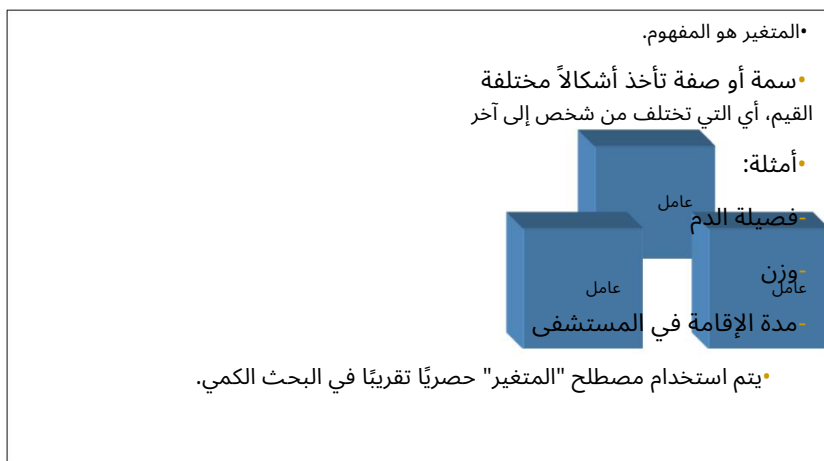 •المتغير هو المفهوم.
•سمة أو صفة تأخذ أشكالاً مختلفة
القيم، أي التي تختلف من شخص إلى آخر
•أمثلة:
عامل
-فصيلة الدم
-وزن
عامل
عامل
-مدة الإقامة في المستشفى
•يتم استخدام مصطلح "المتغير" حصريًا تقريبًا في البحث الكمي.